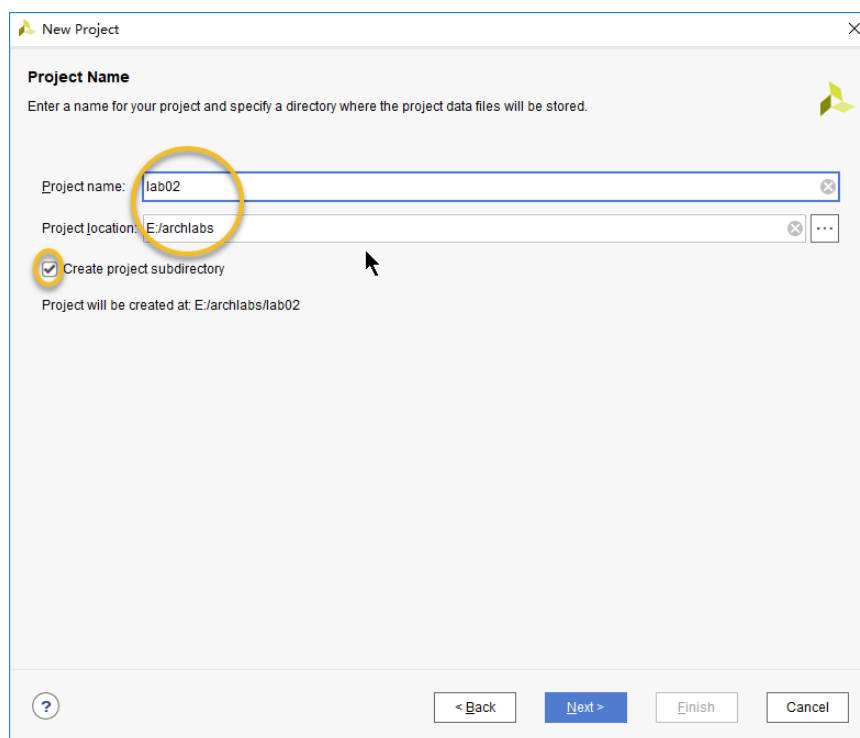 New Project
Project Name
Enter a name for your project and specify a directory where the project data files will be stored.
Project name: lab02
Project location: E:/archlabs ...
Create project subdirectory
Project will be created at: E:/archlabs/lab02
? < Back Next > Finish Cancel